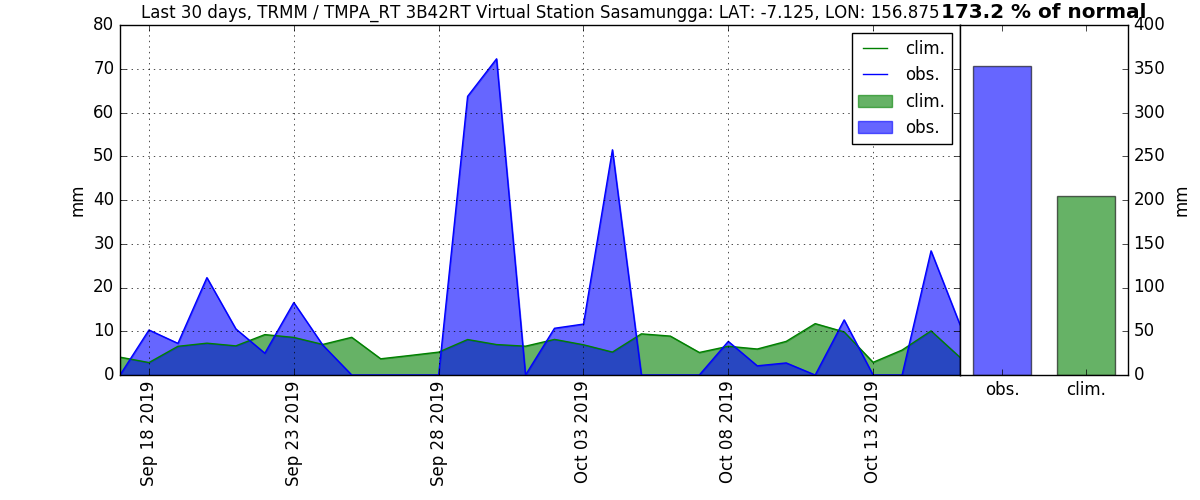 Last 30 days, TRMM / TMPA_RT 3B42RT Virtual Station Sasamungga: LAT: -7.125, LON: 156.875 173.2 % of normal
80
70
60
50
40
30
20
10
0
mm
clim.
obs.
clim.
obs.
400
350
300
250
200
150
100
50
0
mm
Sep 18 2019
Sep 23 2019
Sep 28 2019
Oct 03 2019
Oct 08 2019
Oct 13 2019
obs.
clim.